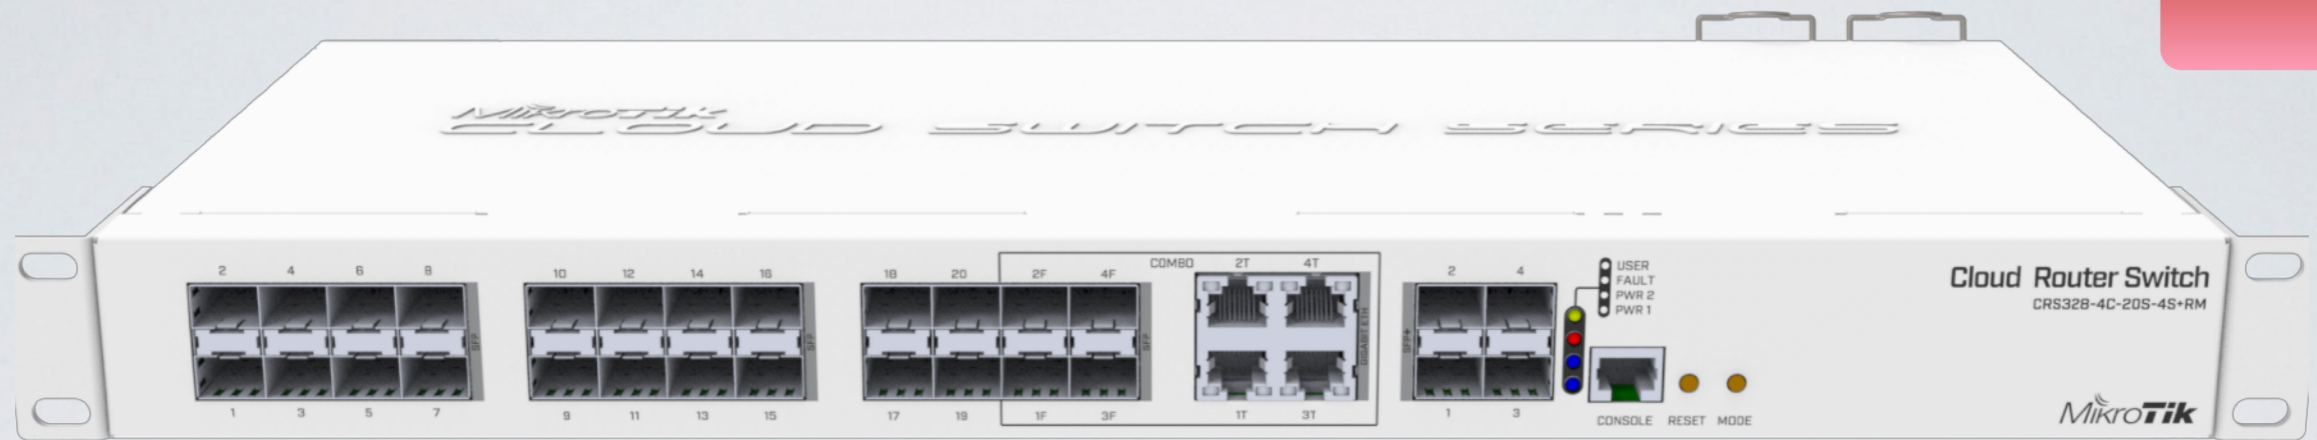 MikroTik
CLOUD SWITCH SERIES
2 4 6 8
SFP
1 3 5 7
10 12 14 16
SFP
9 11 13 15
18 20 2F 4F
SFP
17 19 1F 3F
COMBO 2T 4T
GIGABIT ETH
1T 3T
2 4
SFP+
1 3
USER
FAULT
PWR 2
PWR 1
CONSOLE RESET MODE
Cloud Router Switch
CRS328-4C-20S-4S+RM
MikroTik